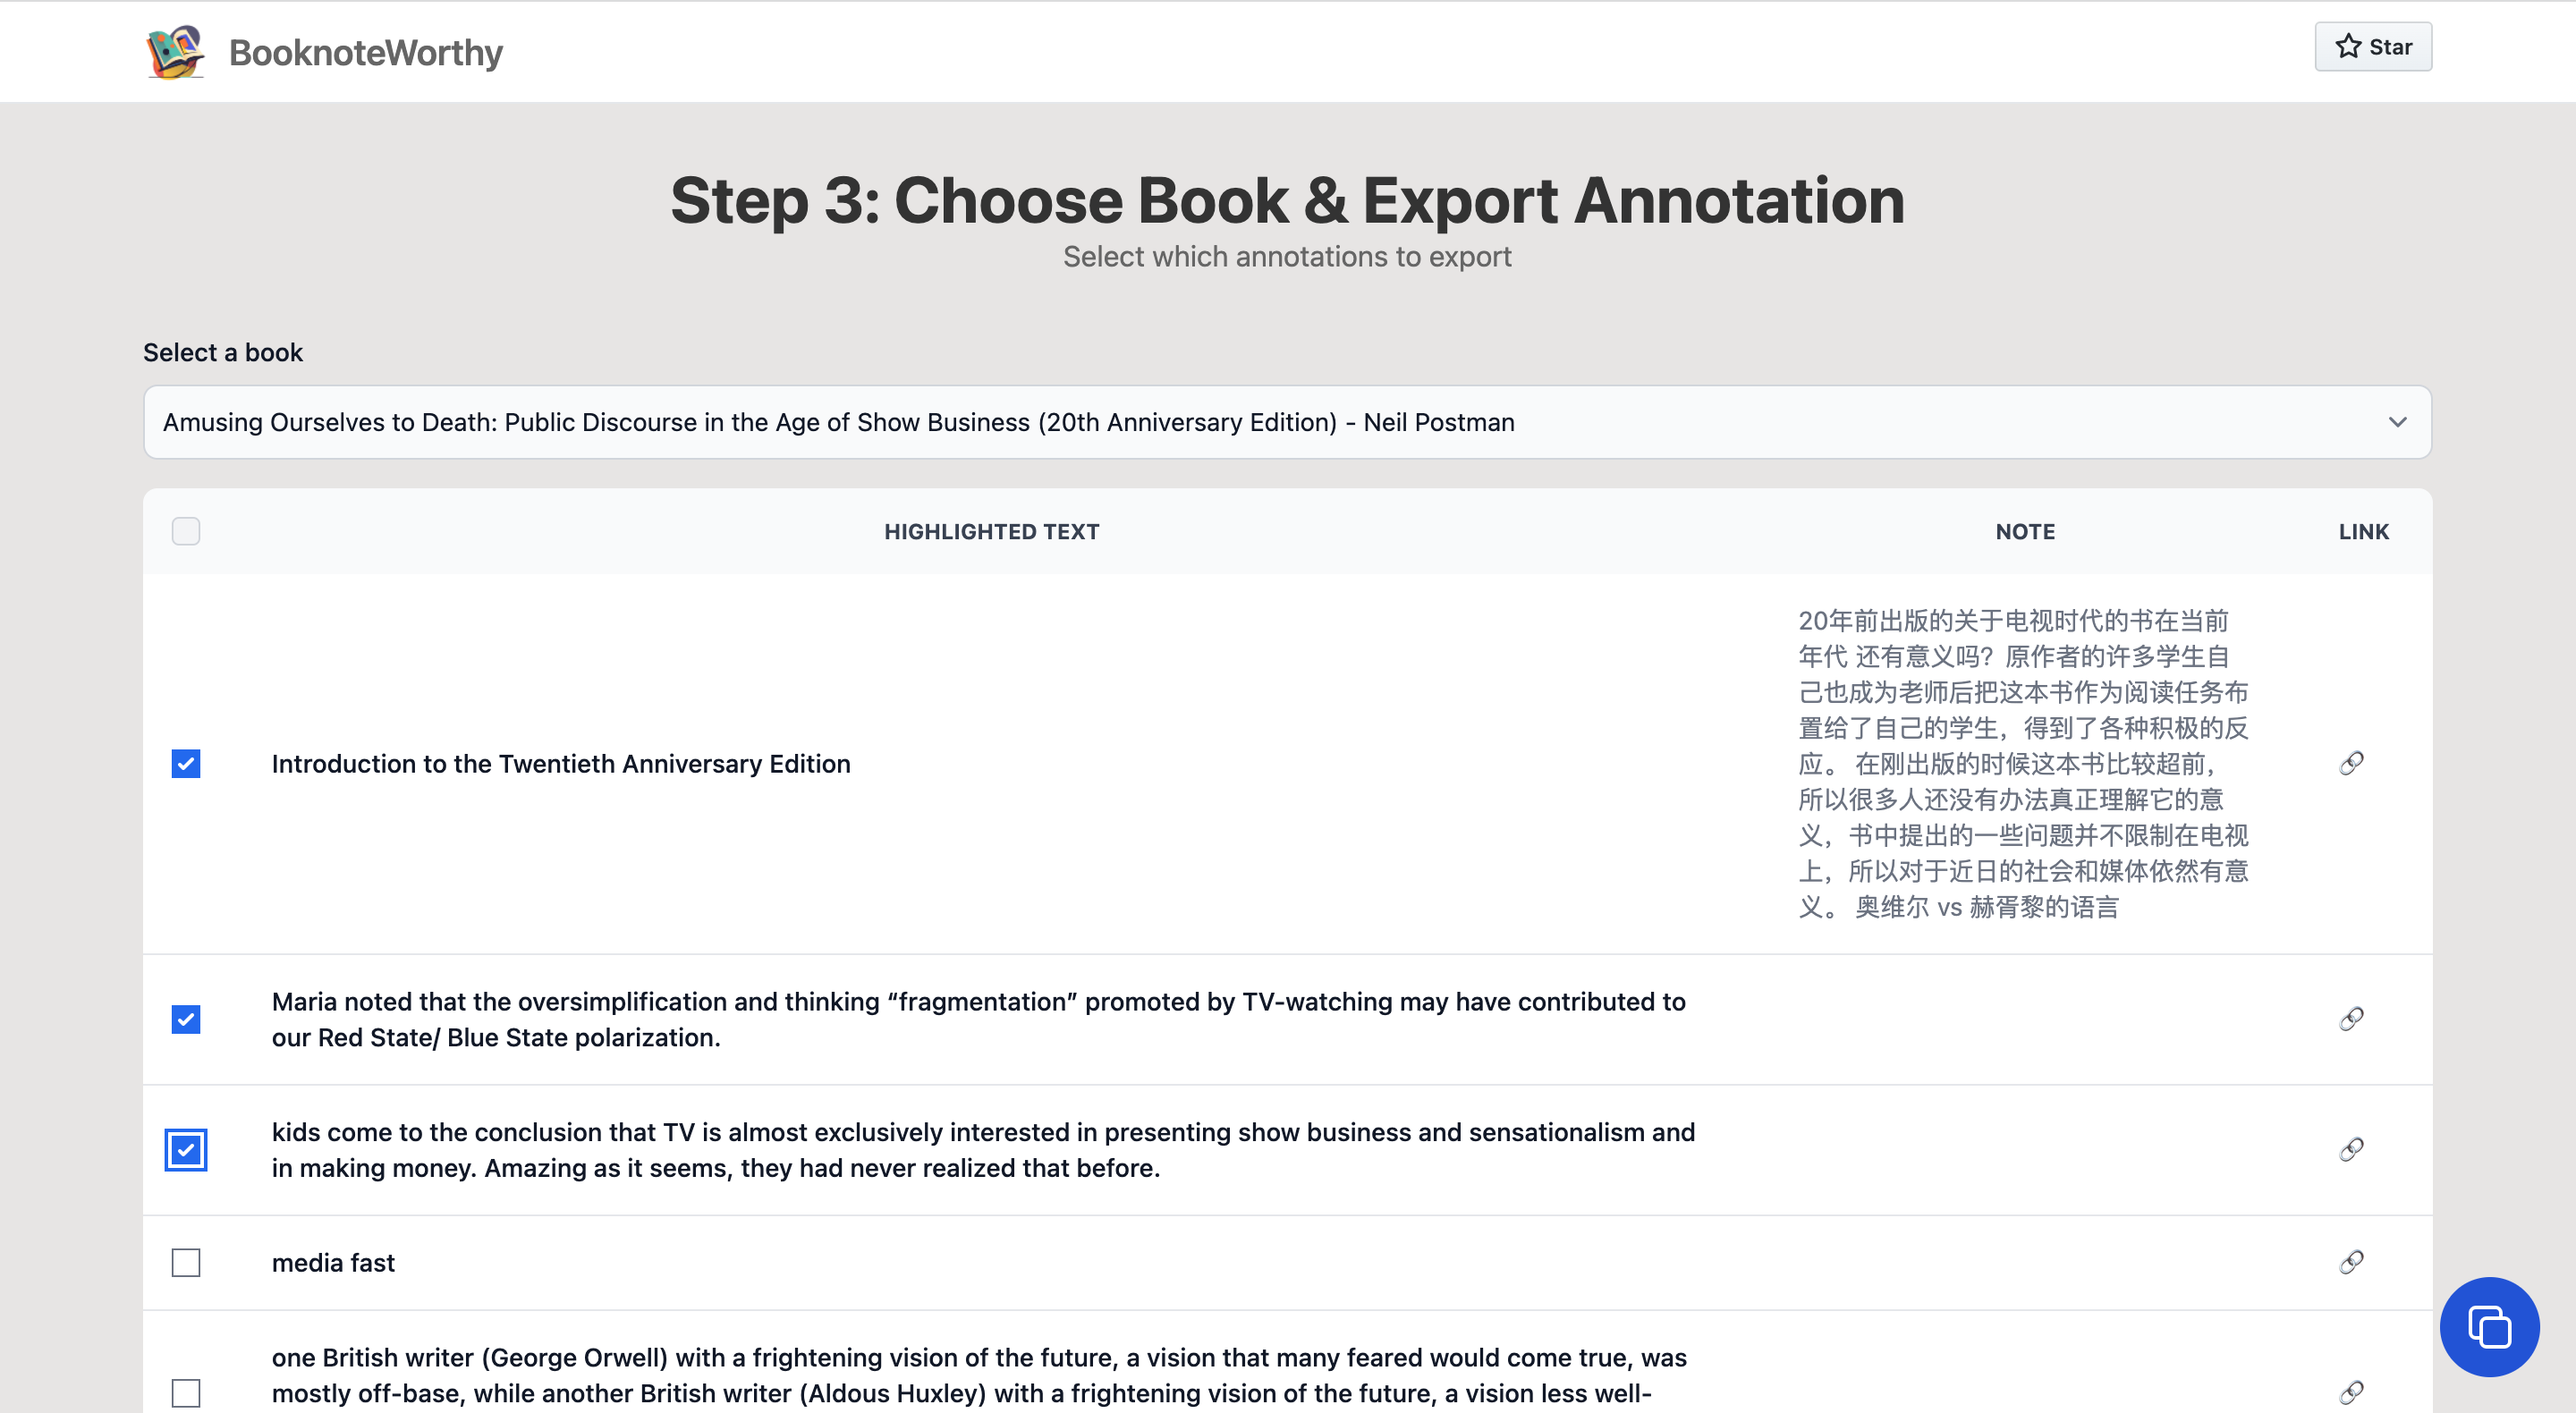 BooknoteWorthy
Star
Step 3: Choose Book & Export Annotation
Select which annotations to export
Select a book
Amusing Ourselves to Death: Public Discourse in the Age of Show Business (20th Anniversary Edition) - Neil Postman
HIGHLIGHTED TEXT
NOTE
LINK
Introduction to the Twentieth Anniversary Edition
20年前出版的关于电视时代的书在当前
年代 还有意义吗？原作者的许多学生自
己也成为老师后把这本书作为阅读任务布
置给了自己的学生，得到了各种积极的反
应。 在刚出版的时候这本书比较超前，
所以很多人还没有办法真正理解它的意
义，书中提出的一些问题并不限制在电视
上，所以对于近日的社会和媒体依然有意
义。 奥维尔 vs 赫胥黎的语言
Maria noted that the oversimplification and thinking “fragmentation” promoted by TV-watching may have contributed to
our Red State/ Blue State polarization.
kids come to the conclusion that TV is almost exclusively interested in presenting show business and sensationalism and
in making money. Amazing as it seems, they had never realized that before.
media fast
one British writer (George Orwell) with a frightening vision of the future, a vision that many feared would come true, was
mostly off-base, while another British writer (Aldous Huxley) with a frightening vision of the future, a vision less well-